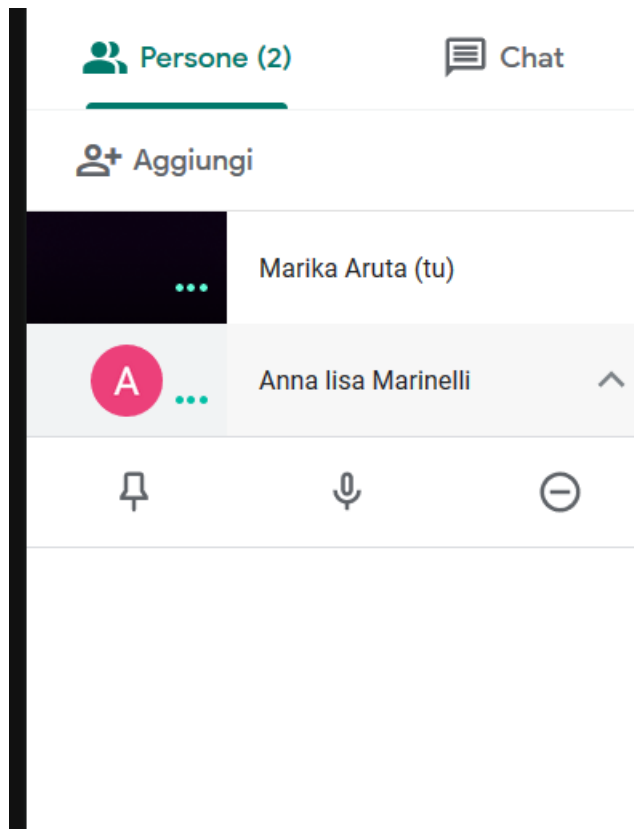 Persone (2)
Chat
Aggiungi
Marika Aruta (tu)
A
Anna lisa Marinelli